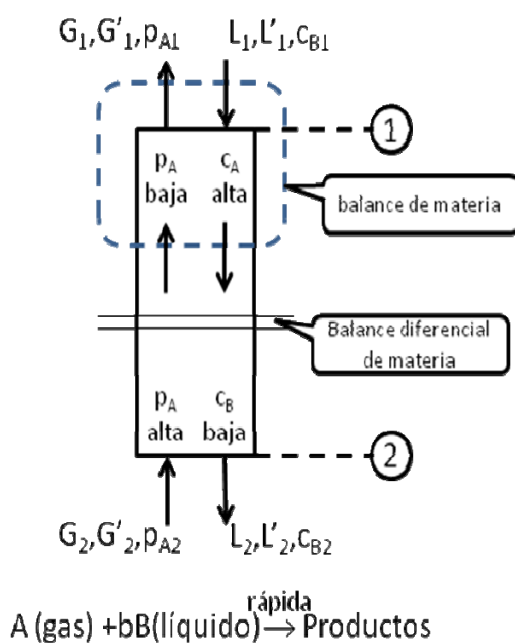 G₁,G'₁,p_A1 L₁,L'₁,c_B1
1
p_A c_A
baja alta
balance de materia
Balance diferencial
de materia
p_A c_B
alta baja
2
G₂,G'₂,p_A2 L₂,L'₂,c_B2
rápida
A (gas) +bB(líquido)→ Productos